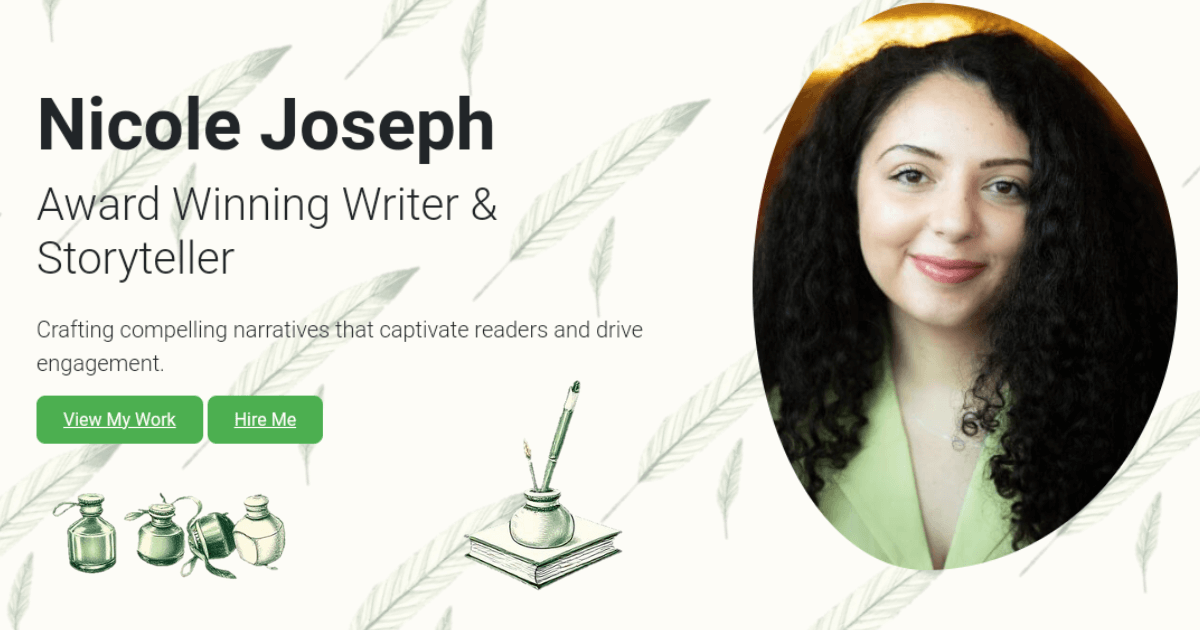 Nicole Joseph
Award Winning Writer &
Storyteller
Crafting compelling narratives that captivate readers and drive
engagement.
View My Work
Hire Me